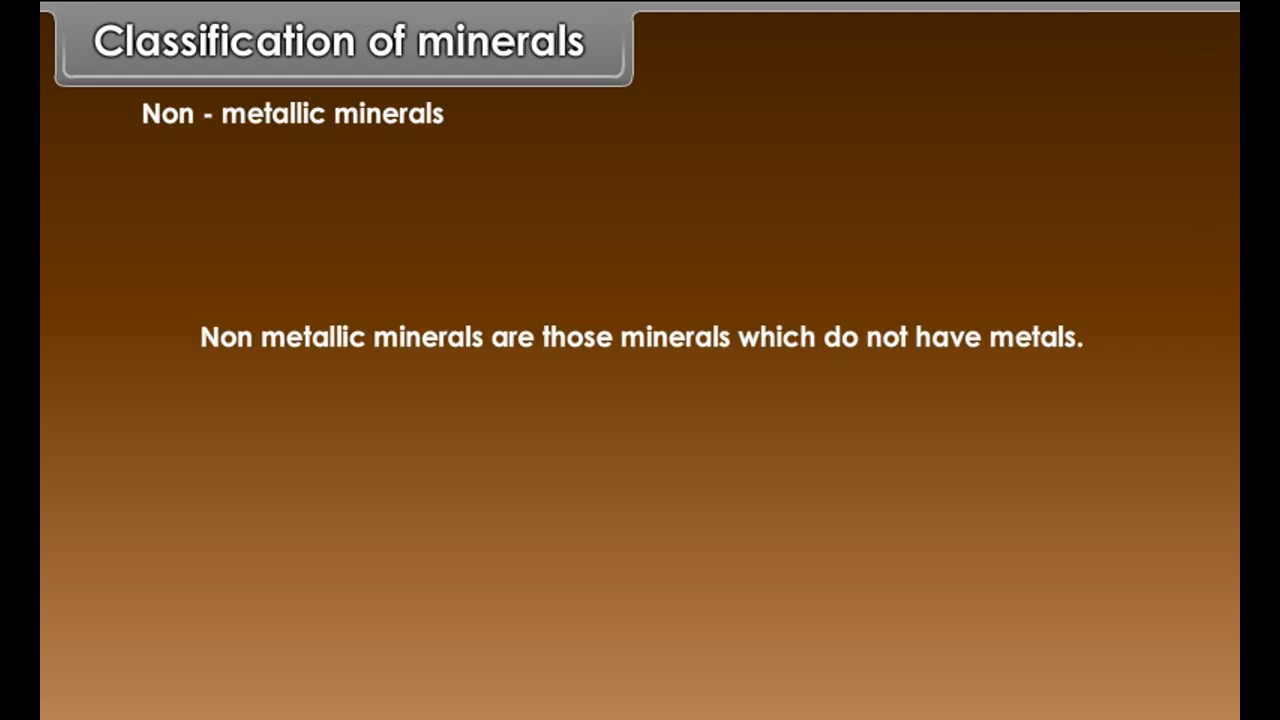 Classification of minerals
Non - metallic minerals
Non metallic minerals are those minerals which do not have metals.